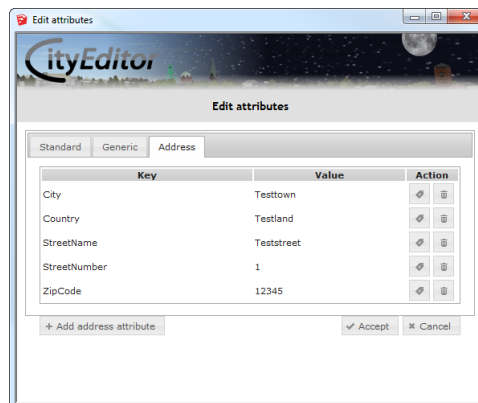 Edit attributes
CityEditor
Edit attributes
Standard Generic Address
Key Value Action
City Testtown
Country Testland
StreetName Teststreet
StreetNumber 1
ZipCode 12345
+ Add address attribute Accept Cancel